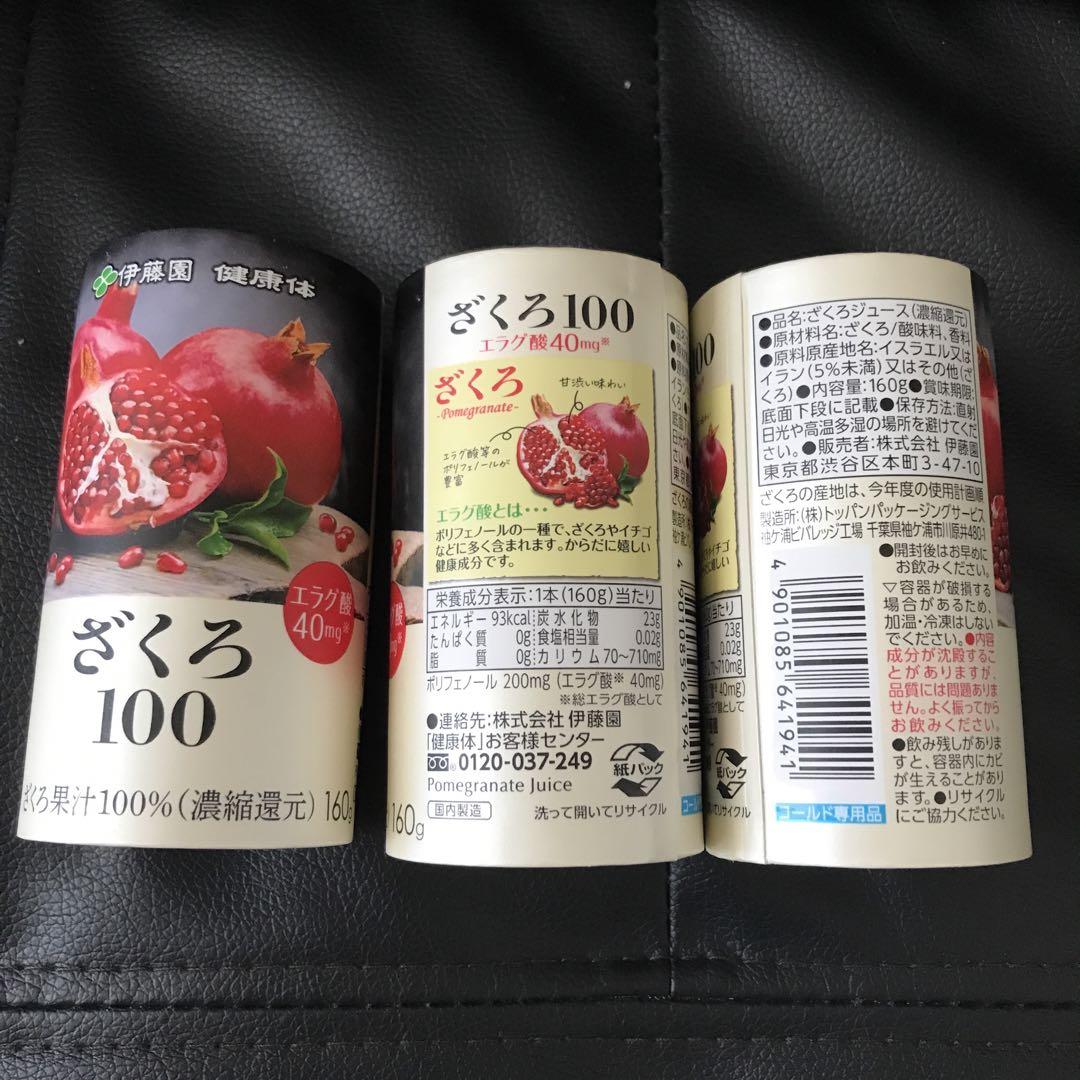 伊藤園 健康体
エラグ酸
40mg※
ざくろ
100
ざくろ果汁100%(濃縮還元) 160g
ざくろ100
エラグ酸40mg※
ざくろ
-Pomegranate-
甘渋い味わい
エラグ酸等の
ポリフェノールが
豊富
エラグ酸とは・・・
ポリフェノールの一種で、ざくろやイチゴ
などに多く含まれます。からだに嬉しい
健康成分です。
栄養成分表示:1本(160g)当たり
エネルギー 93kcal 炭水化物 23g
たんぱく質 0g 食塩相当量 0.02g
脂質 0g カリウム 70〜710mg
ポリフェノール 200mg (エラグ酸※ 40mg)
※総エラグ酸として
●連絡先:株式会社 伊藤園
「健康体」お客様センター
0120-037-249
Pomegranate Juice
国内製造
紙パック
洗って開いてリサイクル
160g
●品名:ざくろジュース(濃縮還元)
●原材料名:ざくろ/酸味料、香料
●原料原産地名:イスラエル又は
イラン(5%未満)又はその他(ざ
くろ)●内容量:160g●賞味期限:
底面下段に記載●保存方法:直射
日光や高温多湿の場所を避けてくだ
さい。●販売者:株式会社 伊藤園
東京都渋谷区本町3-47-10
ざくろの産地は、今年度の使用計画順
製造所:(株)トッパンパッケージングサービス
袖ケ浦ビバレッジ工場 千葉県袖ケ浦市川原井480-1
●開封後はお早めに
お飲みください。
▽容器が破損する
場合があるため、
加温・冷凍はしない
でください。●内容
成分が沈殿するこ
とがありますが、
品質には問題ありま
せん。よく振ってから
お飲みください。
●飲み残しがありま
すと、容器内にカビ
が生えることがあり
ます。●リサイクル
にご協力ください。
4 901085 641941
コールド専用品